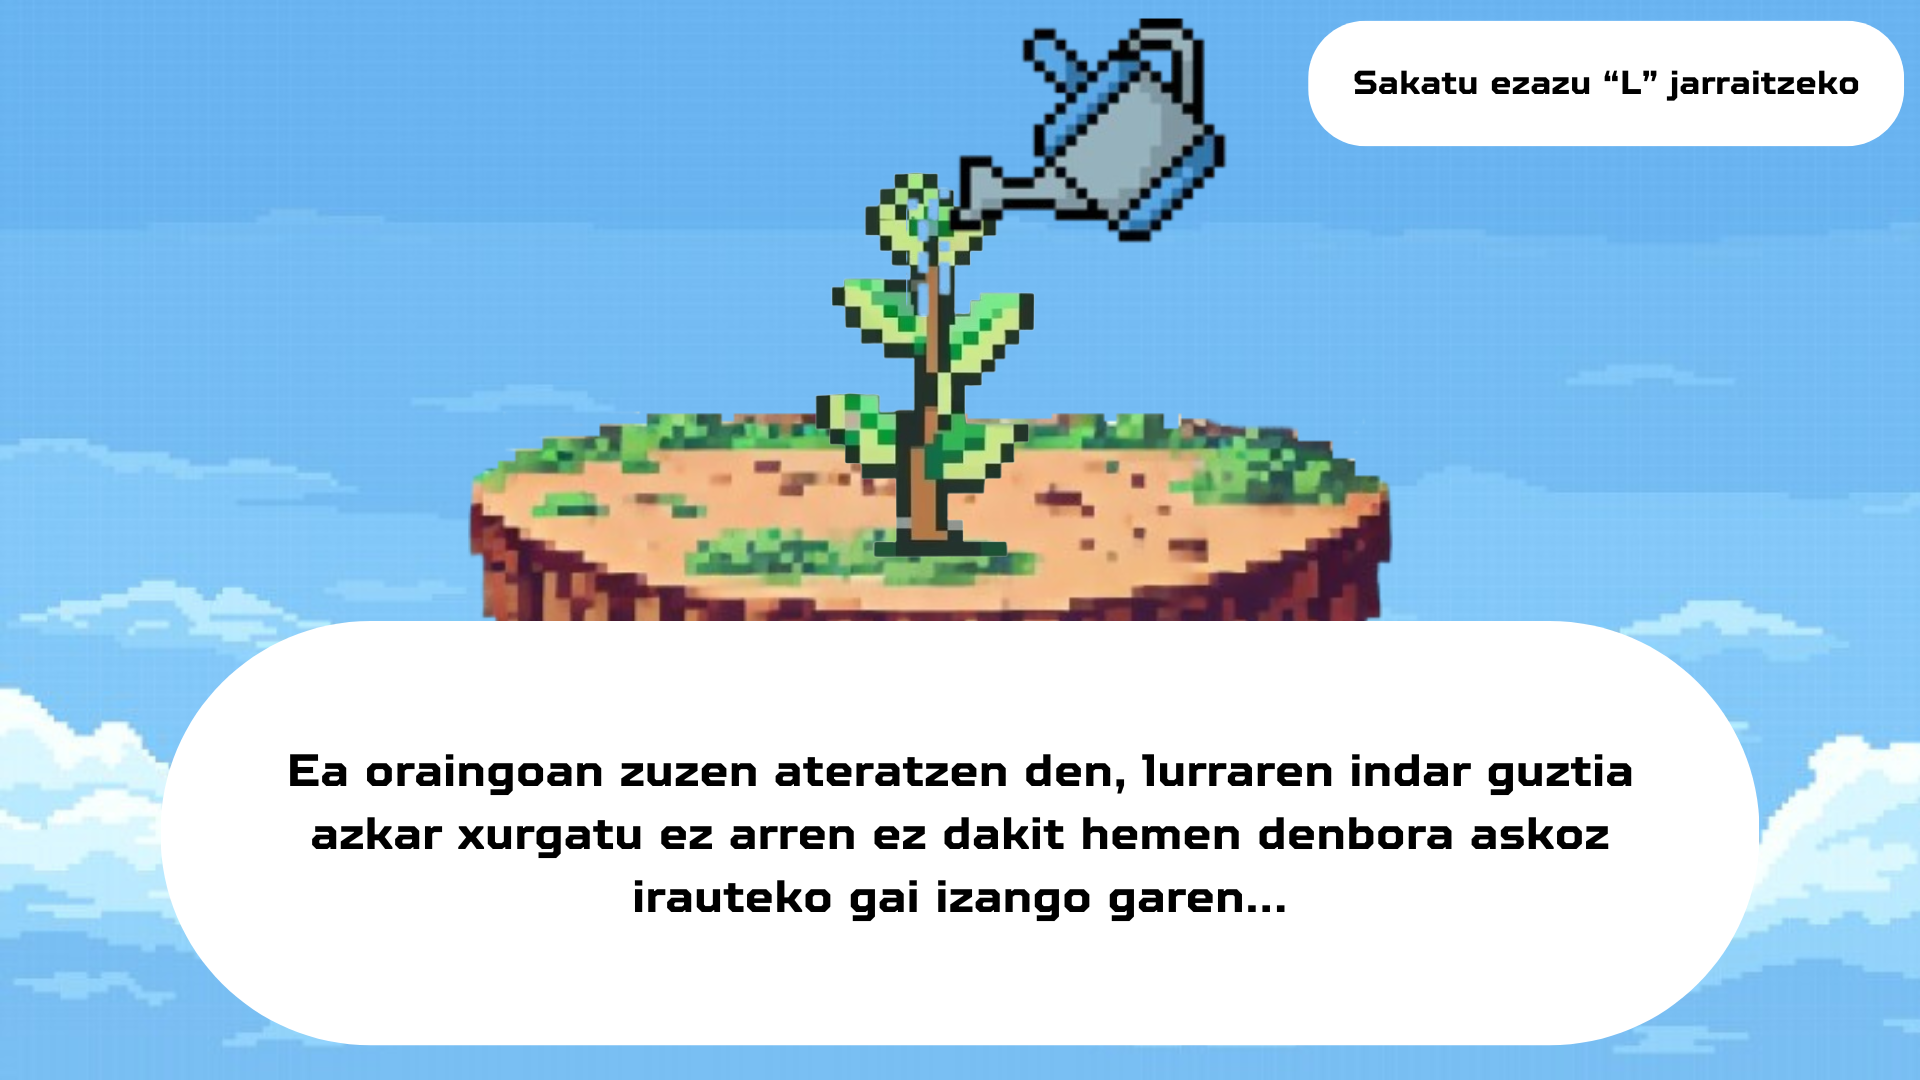 Sakatu ezazu “L” jarraitzeko
Ea oraingoan zuzen ateratzen den, lurraren indar guztia
azkar xurgatu ez arren ez dakit hemen denbora askoz
irauteko gai izango garen...